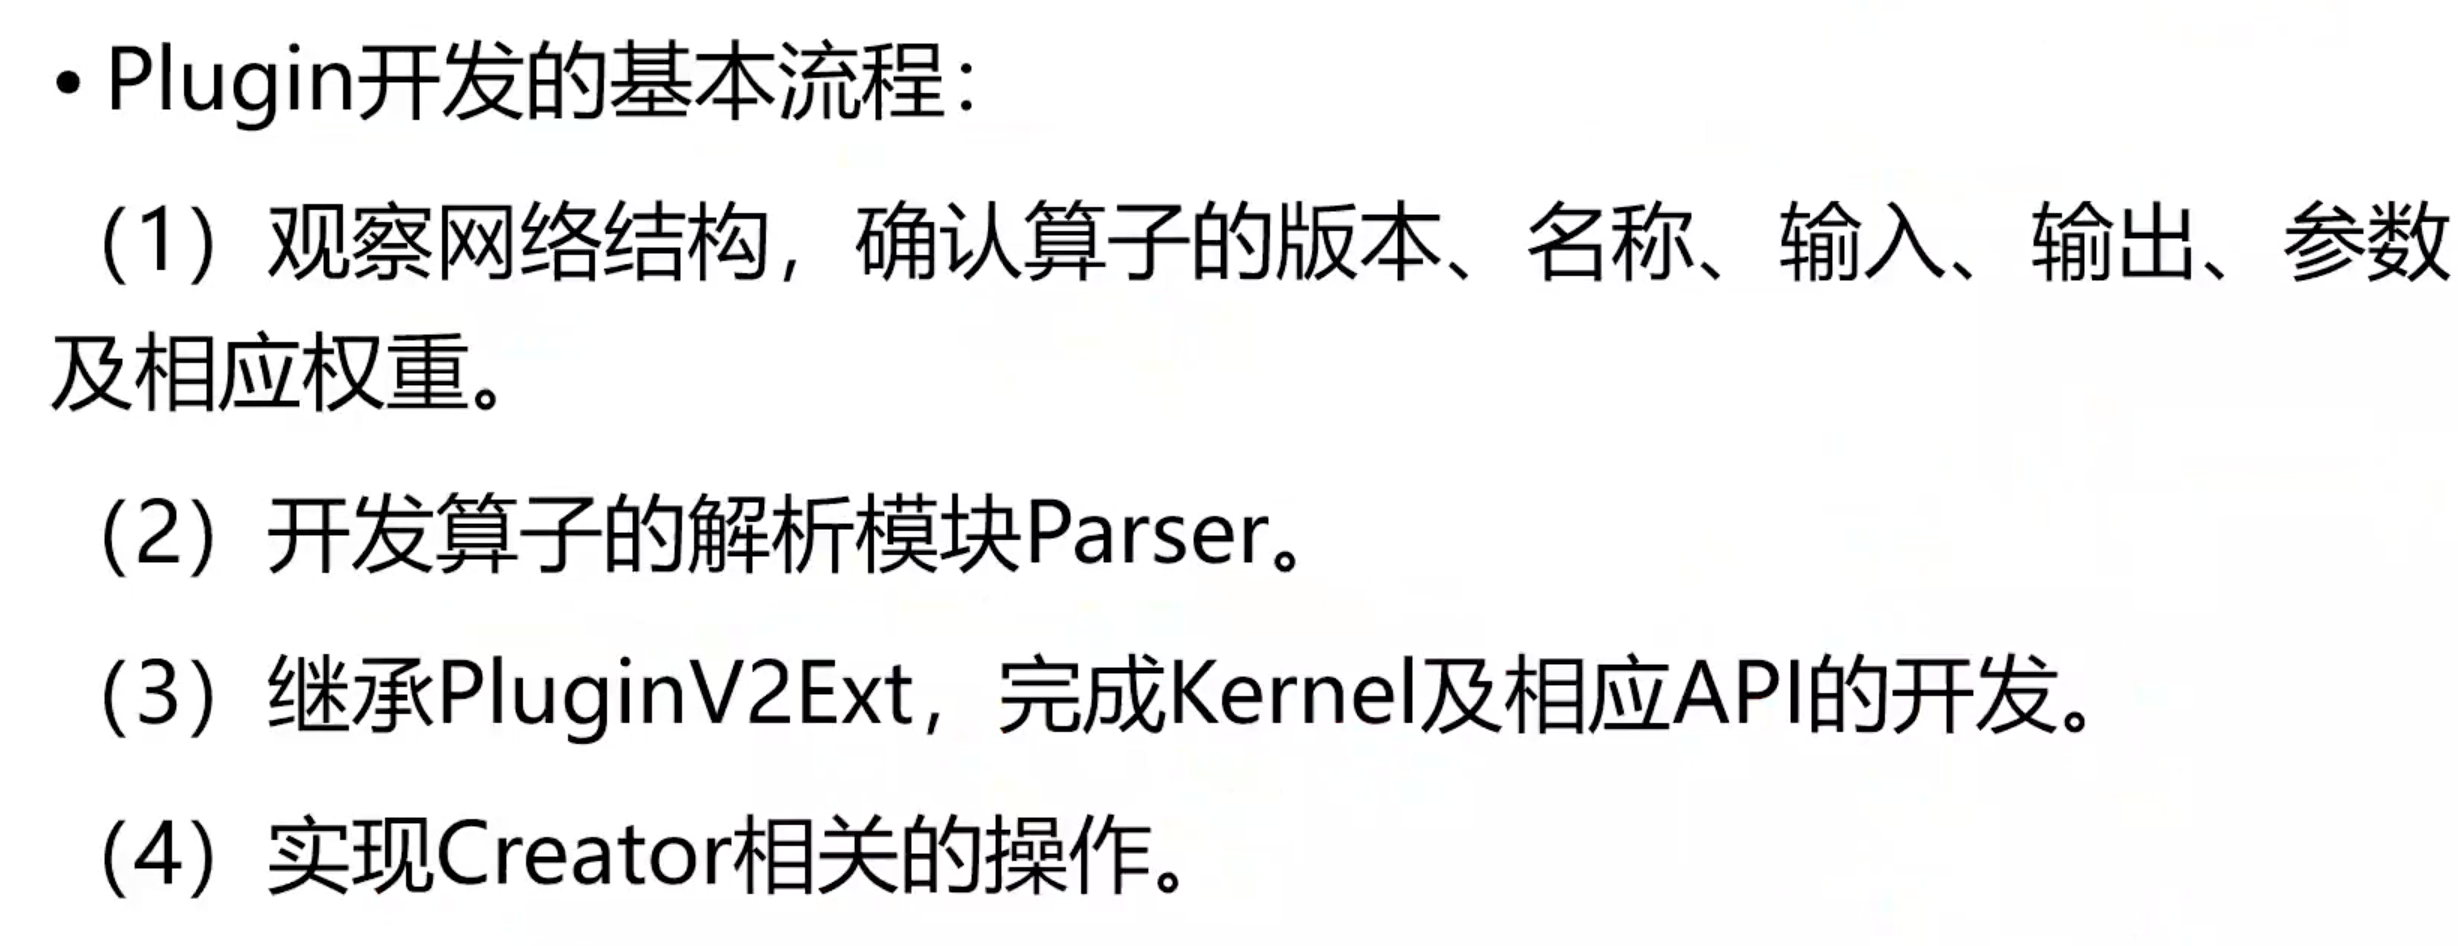 • Plugin开发的基本流程：
（1）观察网络结构，确认算子的版本、名称、输入、输出、参数
及相应权重。
（2）开发算子的解析模块Parser。
（3）继承PluginV2Ext，完成Kernel及相应API的开发。
（4）实现Creator相关的操作。